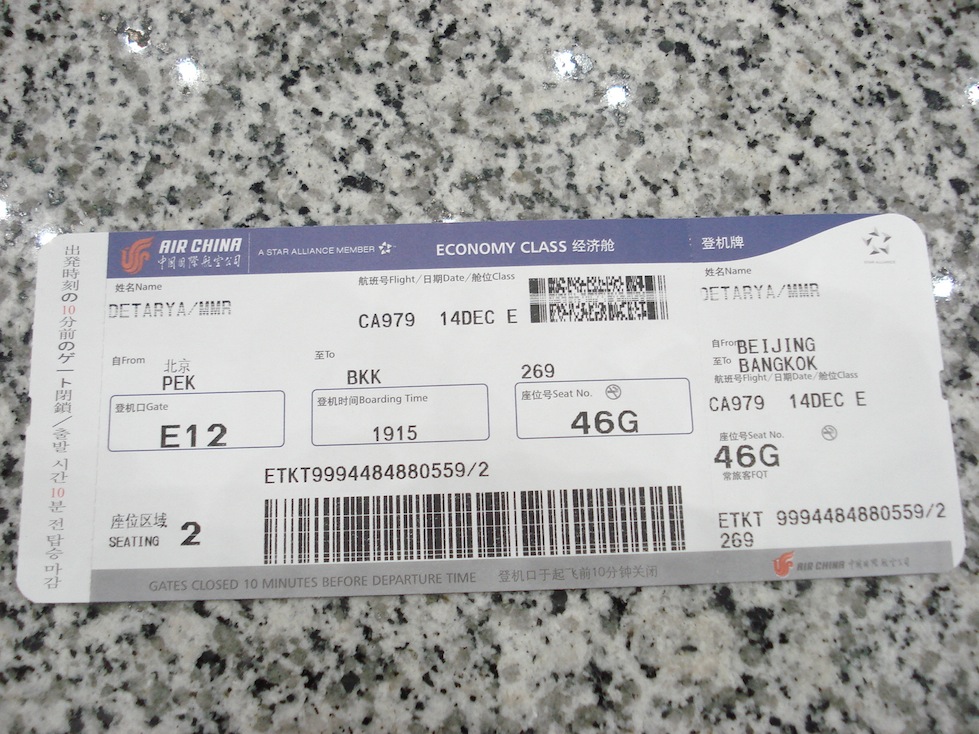 出発時刻の10分前のゲート閉鎖/출발 시간 10분 전 탑승 마감
AIR CHINA
中国国際航空公司
A STAR ALLIANCE MEMBER
ECONOMY CLASS 经济舱
登机牌
STAR ALLIANCE
姓名Name
DETARYA/MMR
航班号Flight/日期Date/舱位Class
CA979 14DEC E
自From
北京
PEK
至To
BKK
269
登机口Gate
E12
登机时间Boarding Time
1915
座位号Seat No.
46G
ETKT9994484880559/2
座位区域
SEATING 2
GATES CLOSED 10 MINUTES BEFORE DEPARTURE TIME 登机口于起飞前10分钟关闭
姓名Name
DETARYA/MMR
自From BEIJING
至To BANGKOK
航班号Flight/日期Date/舱位Class
CA979 14DEC E
座位号Seat No.
46G
常旅客FQT
ETKT 9994484880559/2
269
AIR CHINA 中国国際航空公司